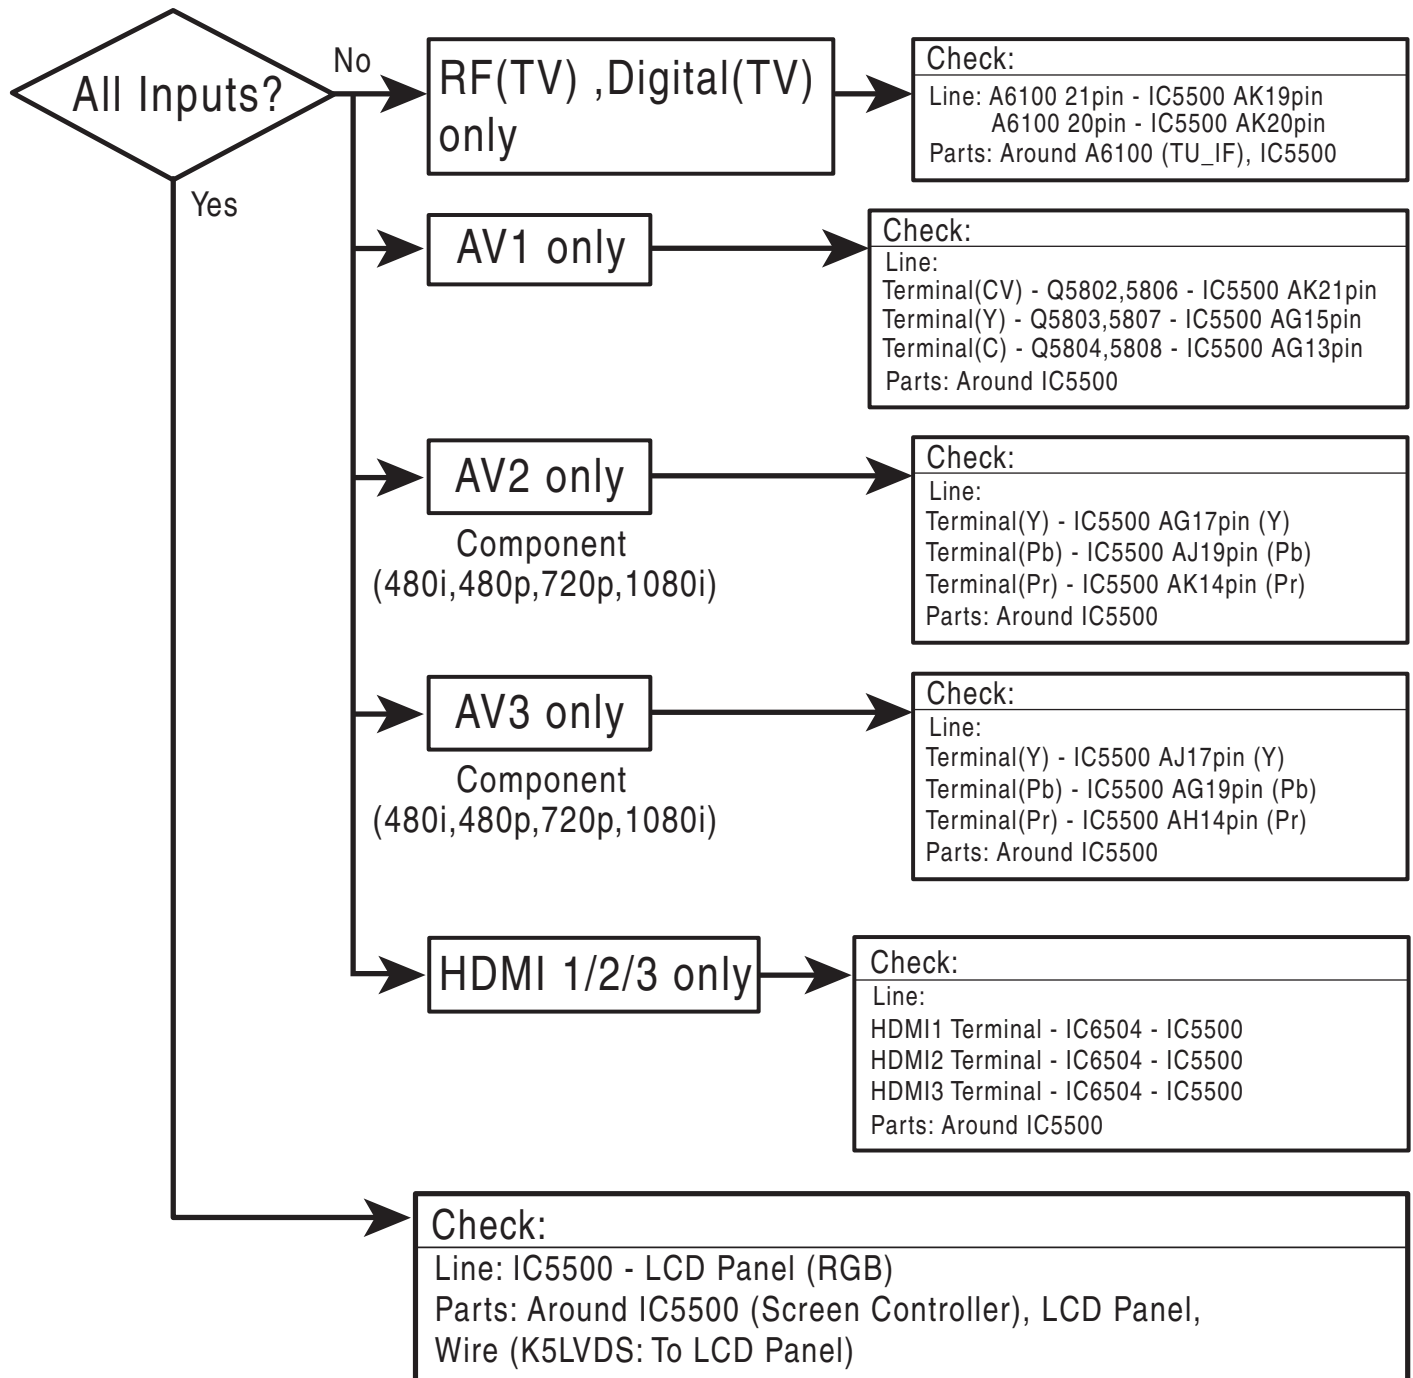 All Inputs?
No
Yes
RF(TV) ,Digital(TV)
only
Check:
Line: A6100 21pin - IC5500 AK19pin
A6100 20pin - IC5500 AK20pin
Parts: Around A6100 (TU_IF), IC5500
AV1 only
Check:
Line:
Terminal(CV) - Q5802,5806 - IC5500 AK21pin
Terminal(Y) - Q5803,5807 - IC5500 AG15pin
Terminal(C) - Q5804,5808 - IC5500 AG13pin
Parts: Around IC5500
AV2 only
Component
(480i,480p,720p,1080i)
Check:
Line:
Terminal(Y) - IC5500 AG17pin (Y)
Terminal(Pb) - IC5500 AJ19pin (Pb)
Terminal(Pr) - IC5500 AK14pin (Pr)
Parts: Around IC5500
AV3 only
Component
(480i,480p,720p,1080i)
Check:
Line:
Terminal(Y) - IC5500 AJ17pin (Y)
Terminal(Pb) - IC5500 AG19pin (Pb)
Terminal(Pr) - IC5500 AH14pin (Pr)
Parts: Around IC5500
HDMI 1/2/3 only
Check:
Line:
HDMI1 Terminal - IC6504 - IC5500
HDMI2 Terminal - IC6504 - IC5500
HDMI3 Terminal - IC6504 - IC5500
Parts: Around IC5500
Check:
Line: IC5500 - LCD Panel (RGB)
Parts: Around IC5500 (Screen Controller), LCD Panel,
Wire (K5LVDS: To LCD Panel)